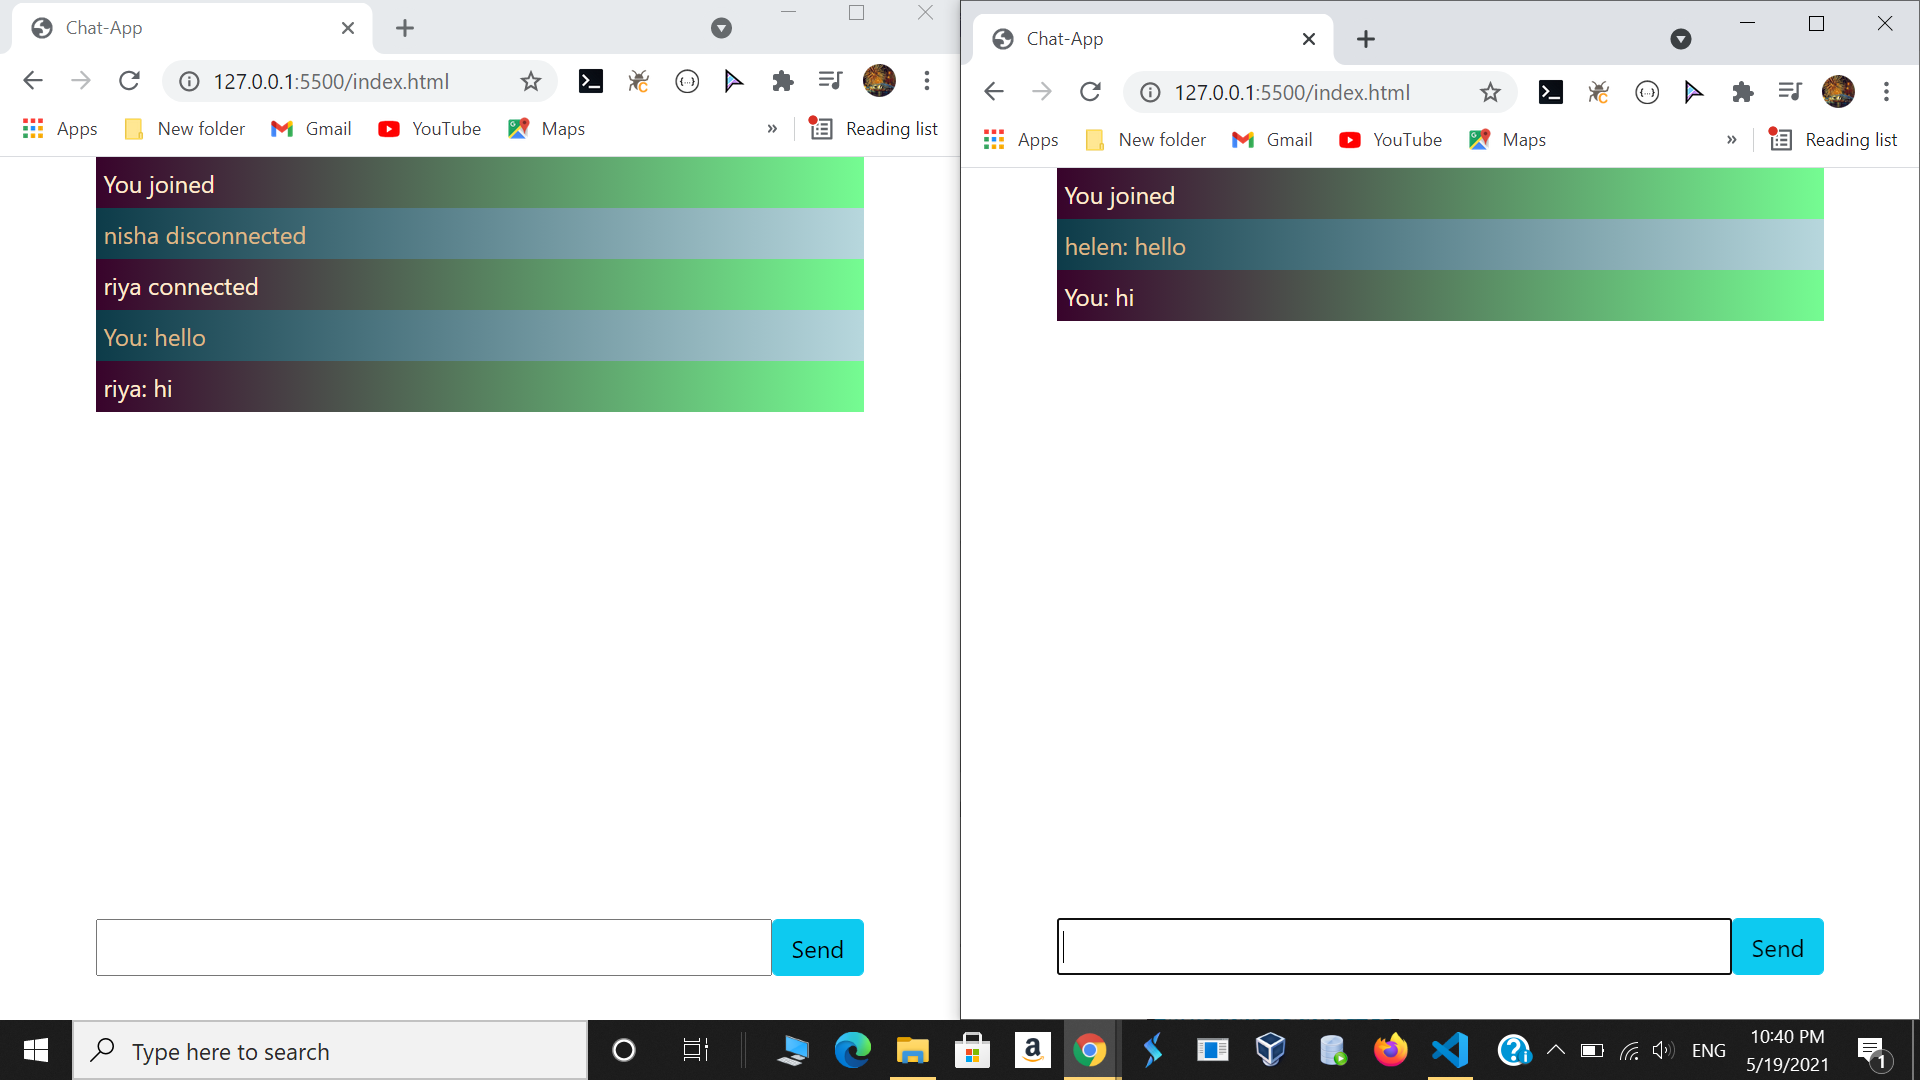 Chat-App
127.0.0.1:5500/index.html
Apps New folder Gmail YouTube Maps » Reading list
You joined
nisha disconnected
riya connected
You: hello
riya: hi
Send
Chat-App
127.0.0.1:5500/index.html
Apps New folder Gmail YouTube Maps » Reading list
You joined
helen: hello
You: hi
Send
Type here to search
ENG
10:40 PM
5/19/2021
1